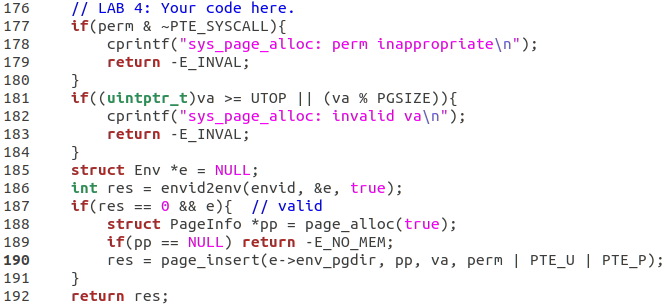 176 // LAB 4: Your code here.
177 if(perm & ~PTE_SYSCALL){
178 cprintf("sys_page_alloc: perm inappropriate\n");
179 return -E_INVAL;
180 }
181 if((uintptr_t)va >= UTOP || (va % PGSIZE)){
182 cprintf("sys_page_alloc: invalid va\n");
183 return -E_INVAL;
184 }
185 struct Env *e = NULL;
186 int res = envid2env(envid, &e, true);
187 if(res == 0 && e){  // valid
188 struct PageInfo *pp = page_alloc(true);
189 if(pp == NULL) return -E_NO_MEM;
190 res = page_insert(e->env_pgdir, pp, va, perm | PTE_U | PTE_P);
191 }
192 return res;